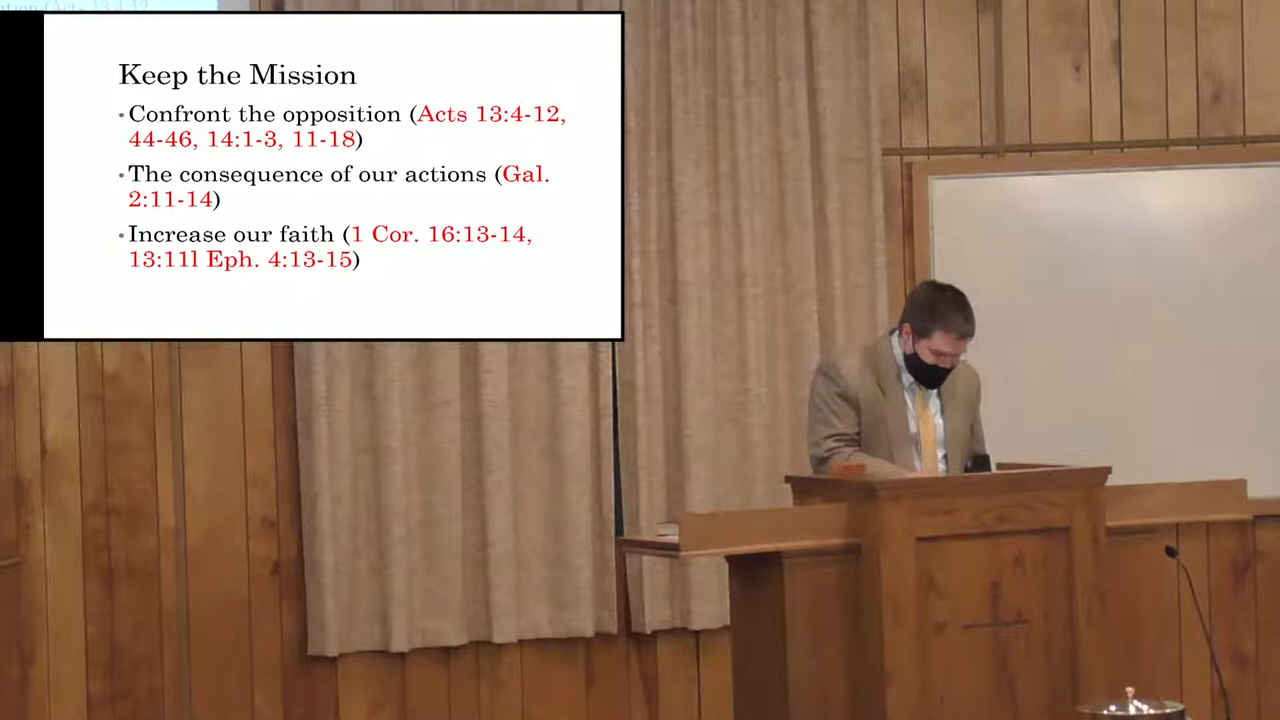 Keep the Mission
•Confront the opposition (Acts 13:4-12,
44-46, 14:1-3, 11-18)
•The consequence of our actions (Gal.
2:11-14)
•Increase our faith (1 Cor. 16:13-14,
13:11l Eph. 4:13-15)